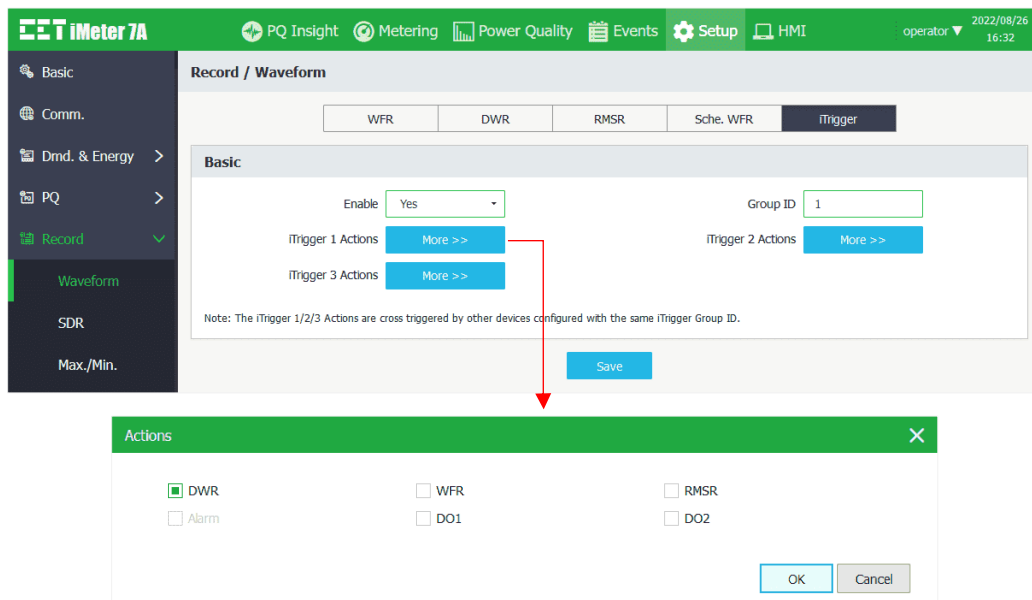 CET iMeter 7A
PQ Insight Metering Power Quality Events Setup HMI
operator
2022/08/26
16:32
Basic
Comm.
Dmd. & Energy
PQ
Record
Waveform
SDR
Max./Min.
Record / Waveform
WFR DWR RMSR Sche. WFR iTrigger
Basic
Enable Yes Group ID 1
iTrigger 1 Actions More >> iTrigger 2 Actions More >>
iTrigger 3 Actions More >>
Note: The iTrigger 1/2/3 Actions are cross triggered by other devices configured with the same iTrigger Group ID.
Save
Actions
DWR WFR RMSR
Alarm DO1 DO2
OK Cancel